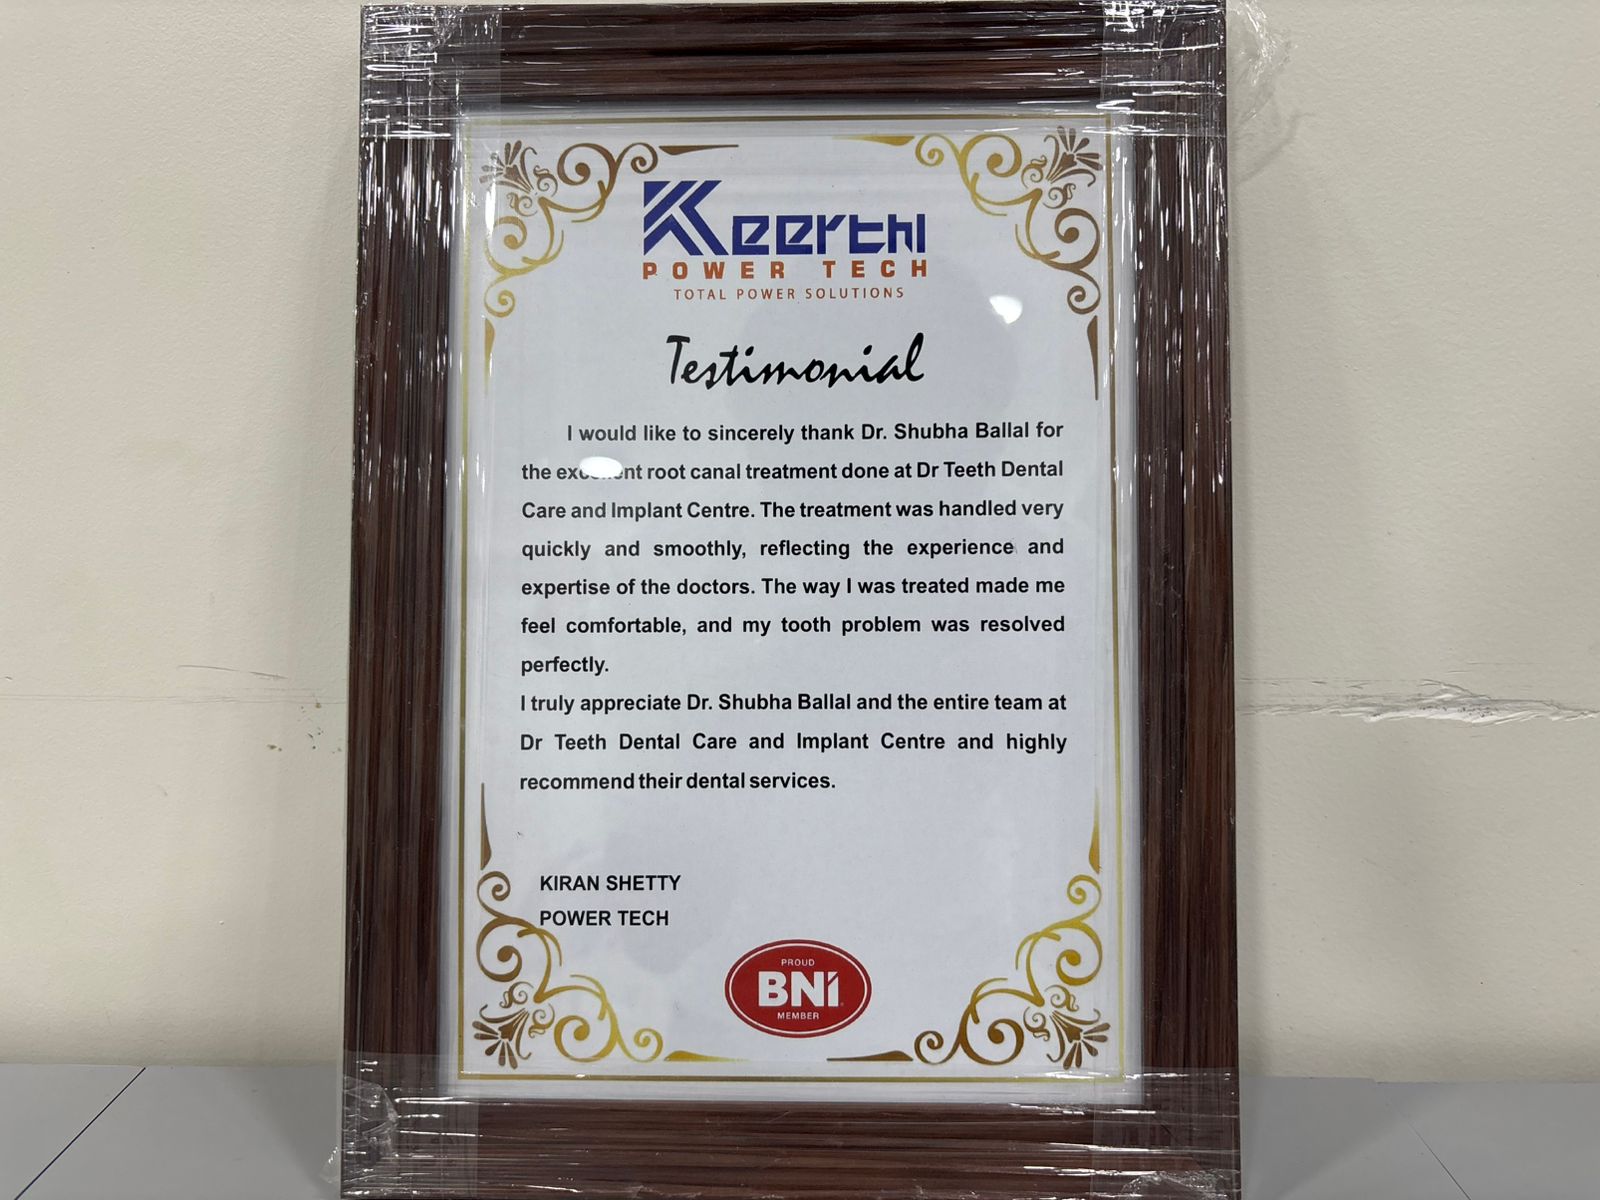 Keerthi
POWER TECH
TOTAL POWER SOLUTIONS
Testimonial
I would like to sincerely thank Dr. Shubha Ballal for
the root canal treatment done at Dr Teeth Dental
Care and Implant Centre. The treatment was handled very
quickly and smoothly, reflecting the experience and
expertise of the doctors. The way I was treated made me
feel comfortable, and my tooth problem was resolved
perfectly.
I truly appreciate Dr. Shubha Ballal and the entire team at
Dr Teeth Dental Care and Implant Centre and highly
recommend their dental services.
KIRAN SHETTY
POWER TECH
PROUD
BNI
MEMBER